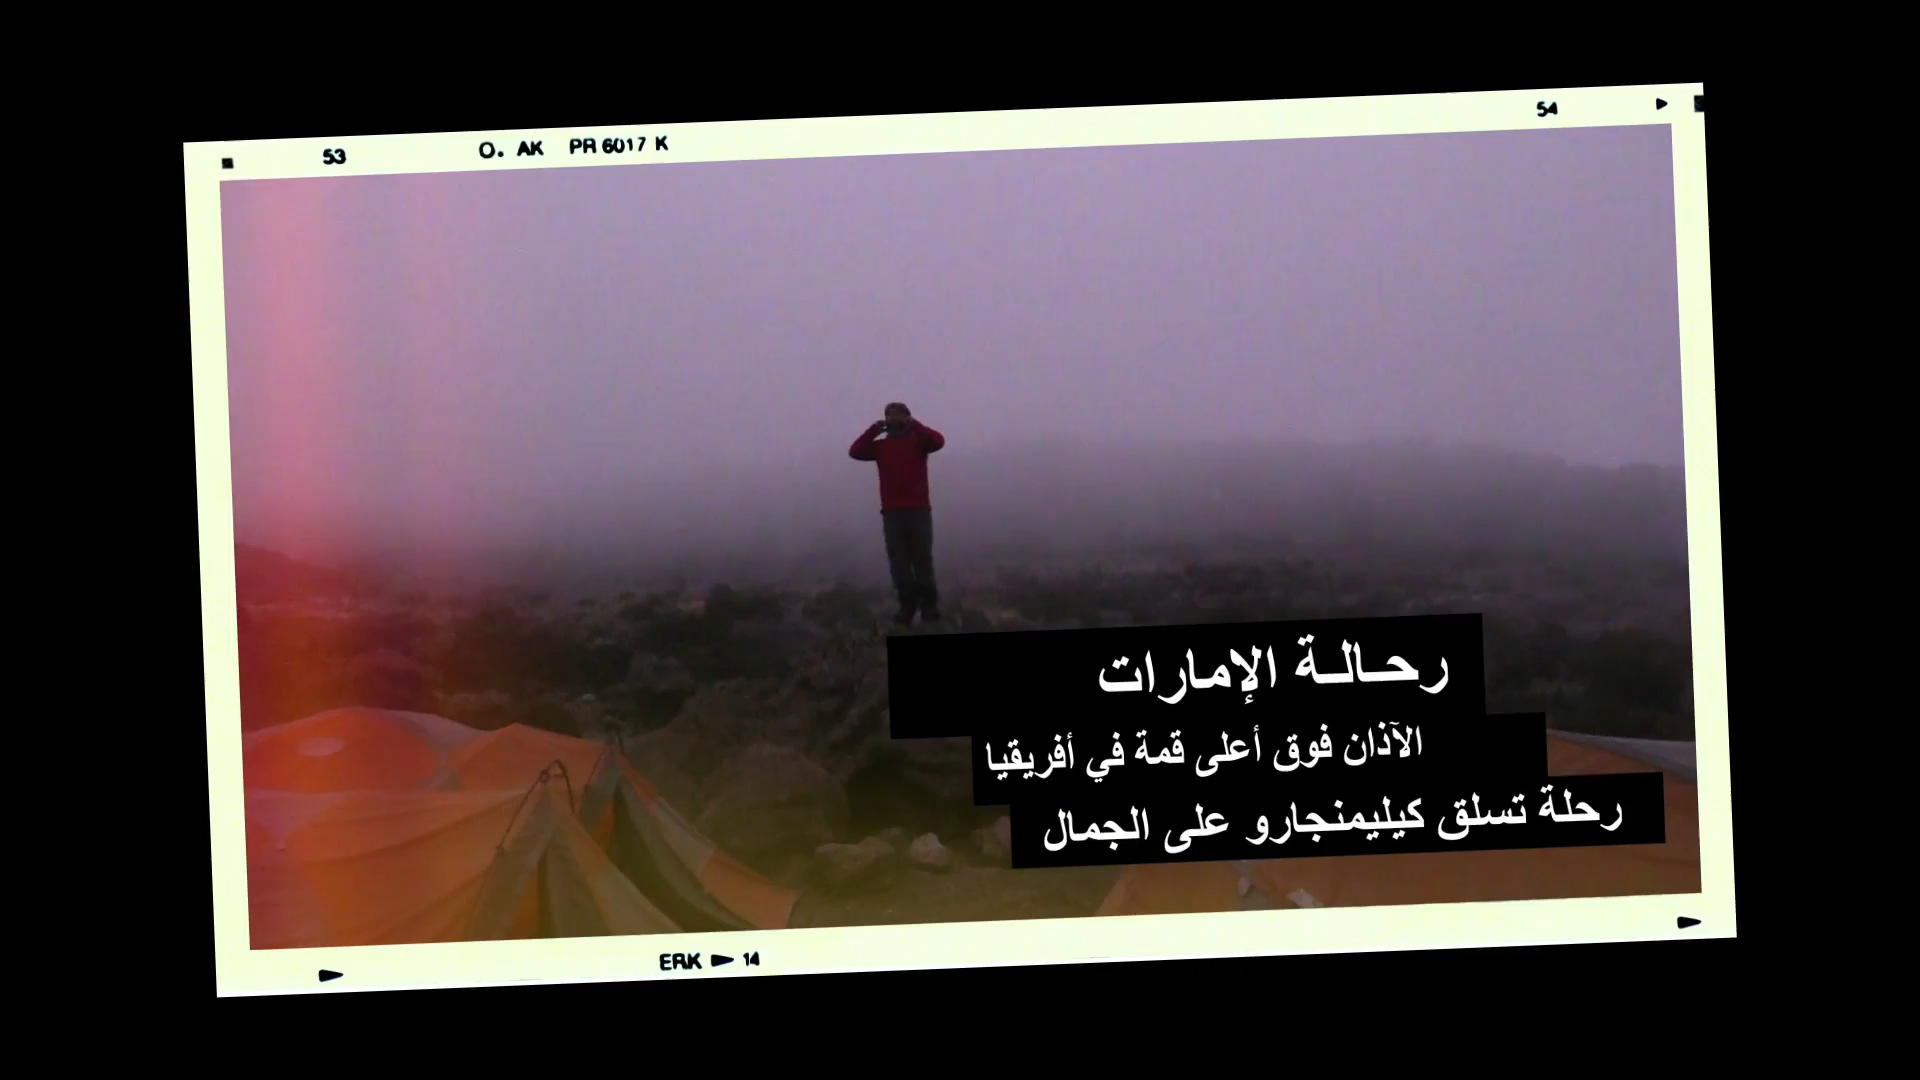 53
O. AK PR 6017 K
54
رحالة الإمارات
الآذان فوق أعلى قمة في أفريقيا
رحلة تسلق كيليمنجارو على الجمال
ERK 14